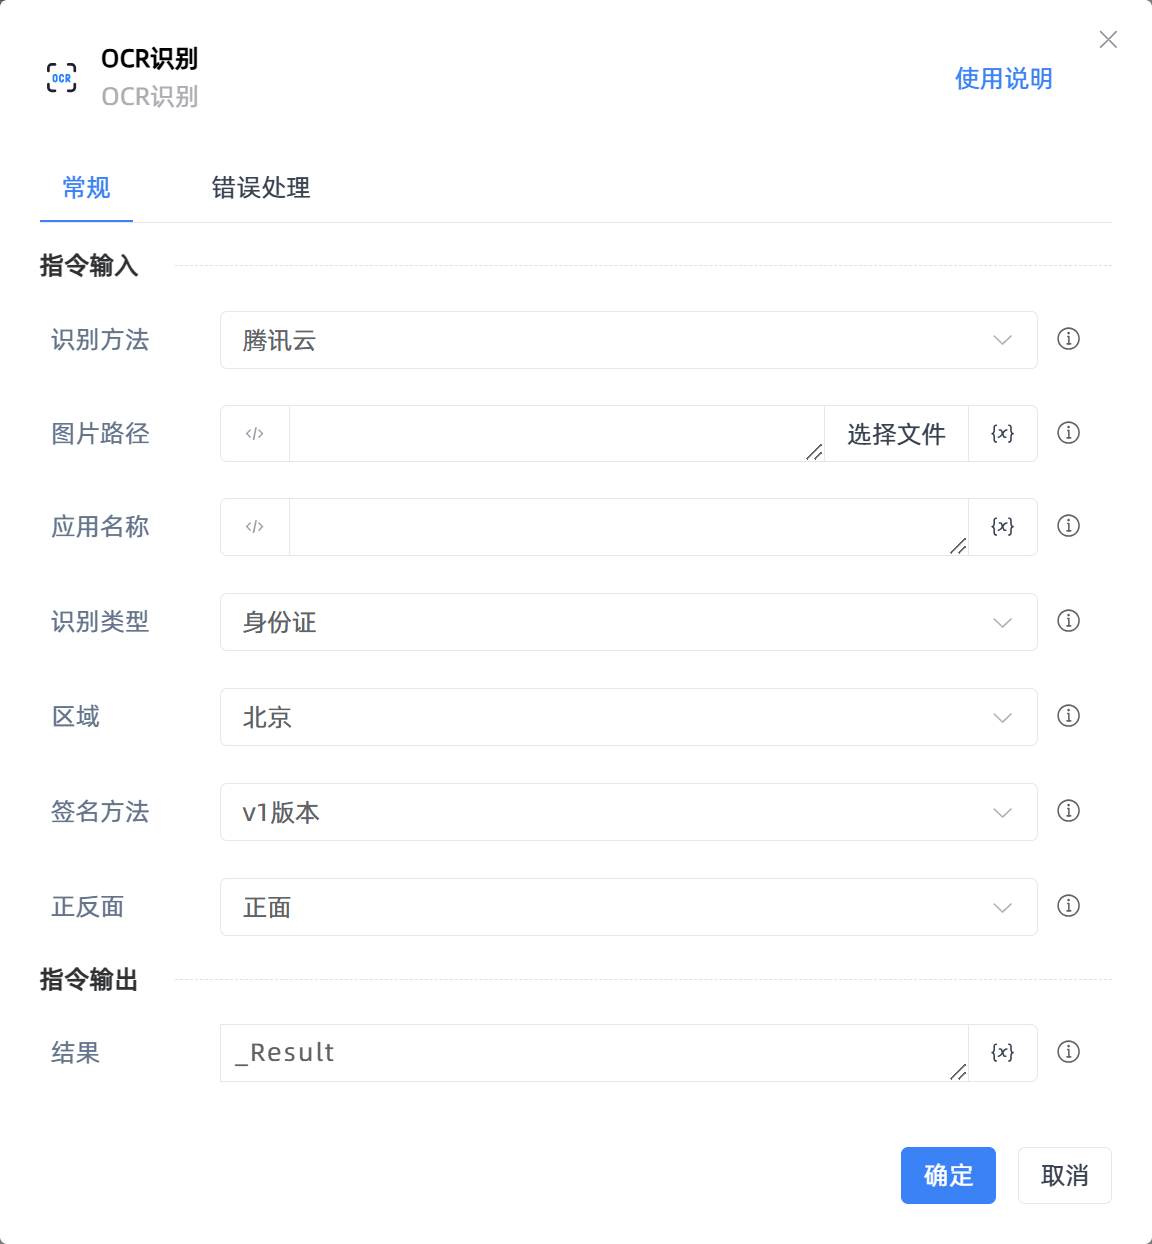 OCR识别
OCR
OCR识别
使用说明
常规 错误处理
指令输入
识别方法 腾讯云
图片路径 </> 选择文件 {x}
应用名称 </> {x}
识别类型 身份证
区域 北京
签名方法 v1版本
正反面 正面
指令输出
结果 _Result {x}
确定 取消